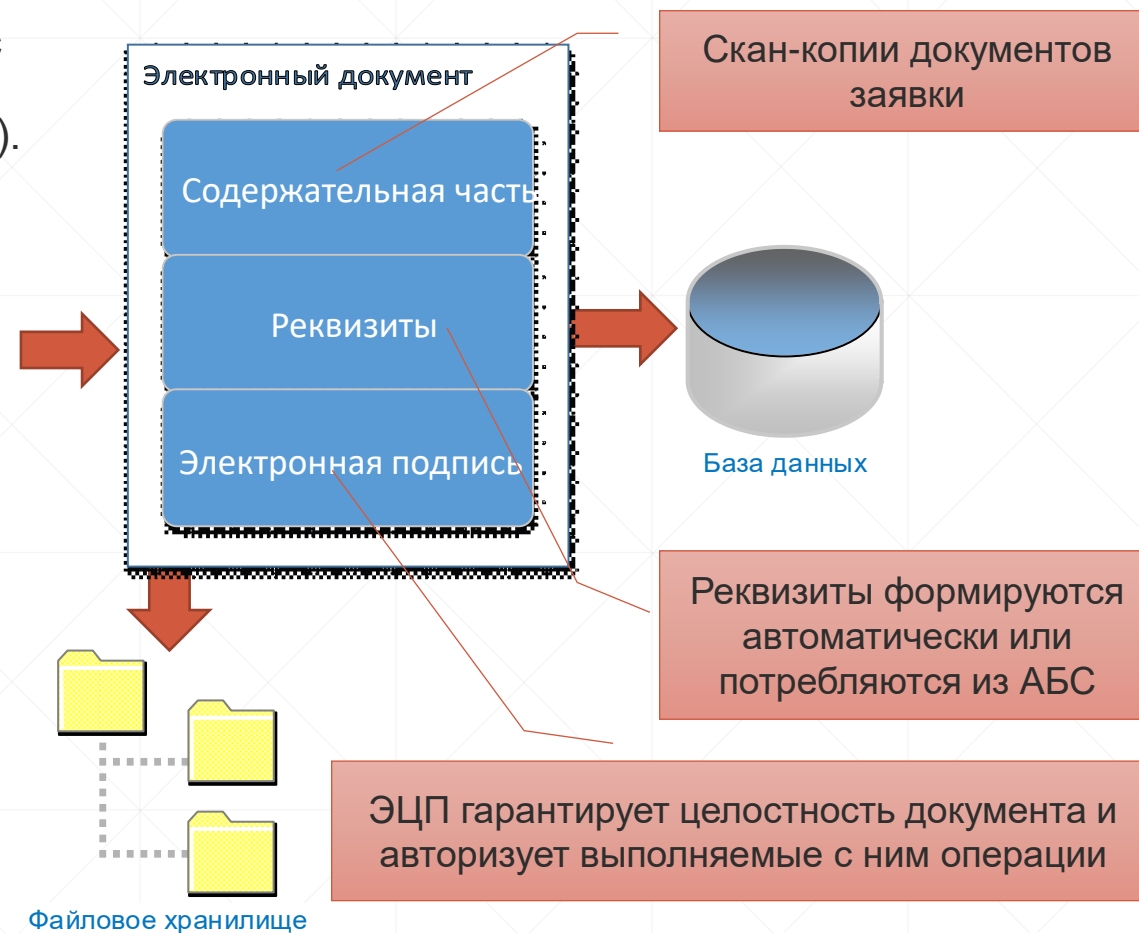 ).
Электронный документ
Содержательная часть
Реквизиты
Электронная подпись
Скан-копии документов
заявки
База данных
Реквизиты формируются
автоматически или
потребляются из АБС
ЭЦП гарантирует целостность документа и
авторизует выполняемые с ним операции
Файловое хранилище